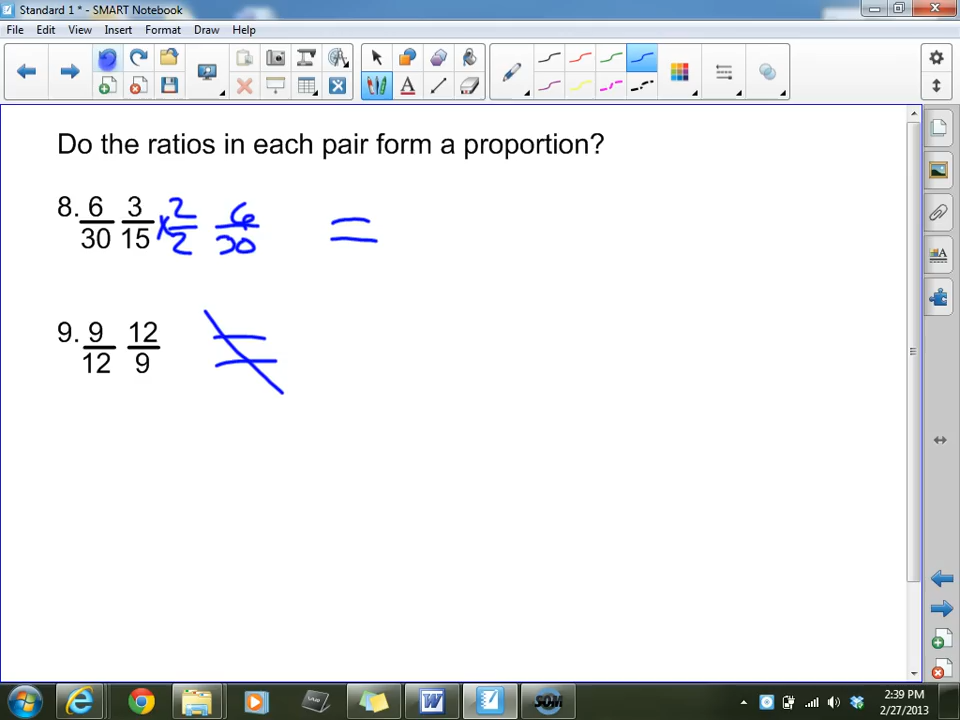 Standard 1 * - SMART Notebook
File Edit View Insert Format Draw Help
Do the ratios in each pair form a proportion?
8. 6/30 3/15 x 2/2 6/30 =
9. 9/12 12/9 ≠
SOM
2:39 PM
2/27/2013